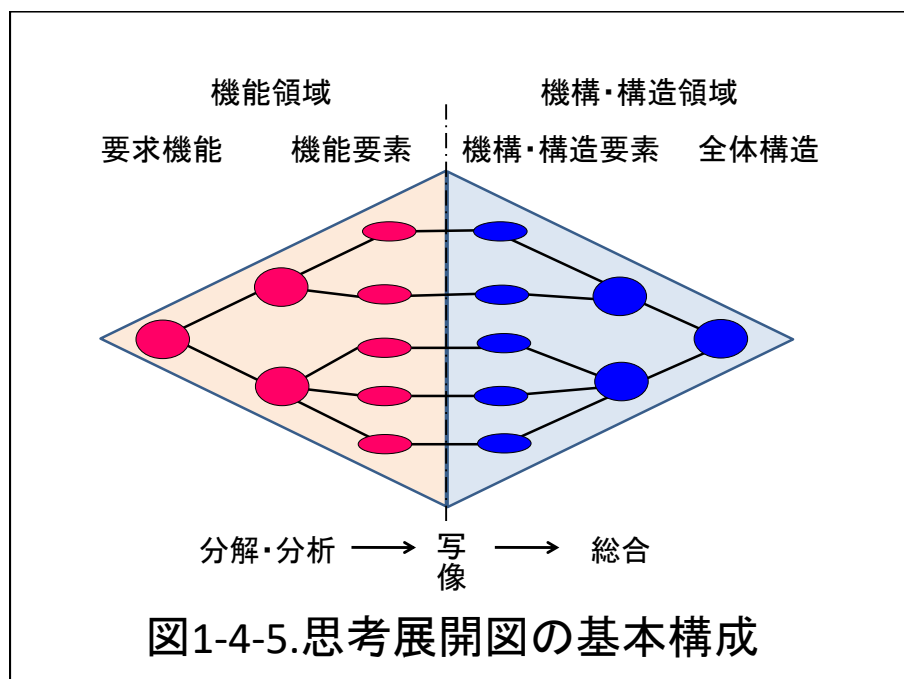 機能領域 機構・構造領域
要求機能 機能要素 機構・構造要素 全体構造
分解・分析 写像 総合
図1-4-5.思考展開図の基本構成